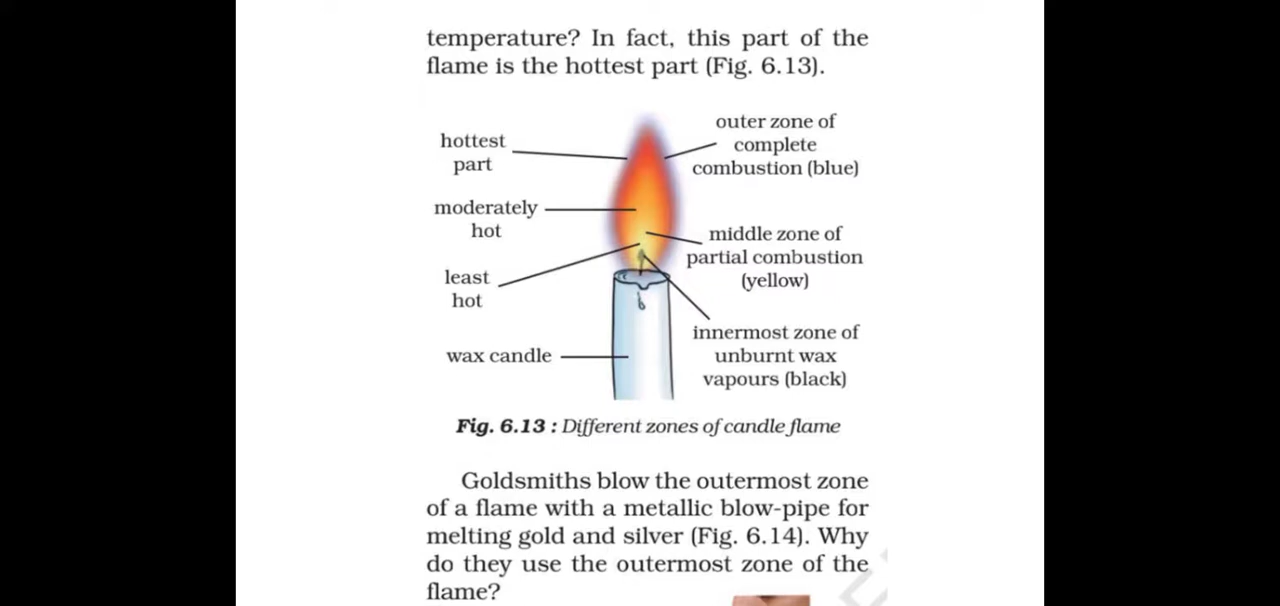 temperature? In fact, this part of the
flame is the hottest part (Fig. 6.13).
hottest
part
outer zone of
complete
combustion (blue)
moderately
hot
middle zone of
partial combustion
(yellow)
least
hot
innermost zone of
unburnt wax
vapours (black)
wax candle
Fig. 6.13 : Different zones of candle flame
Goldsmiths blow the outermost zone
of a flame with a metallic blow-pipe for
melting gold and silver (Fig. 6.14). Why
do they use the outermost zone of the
flame?